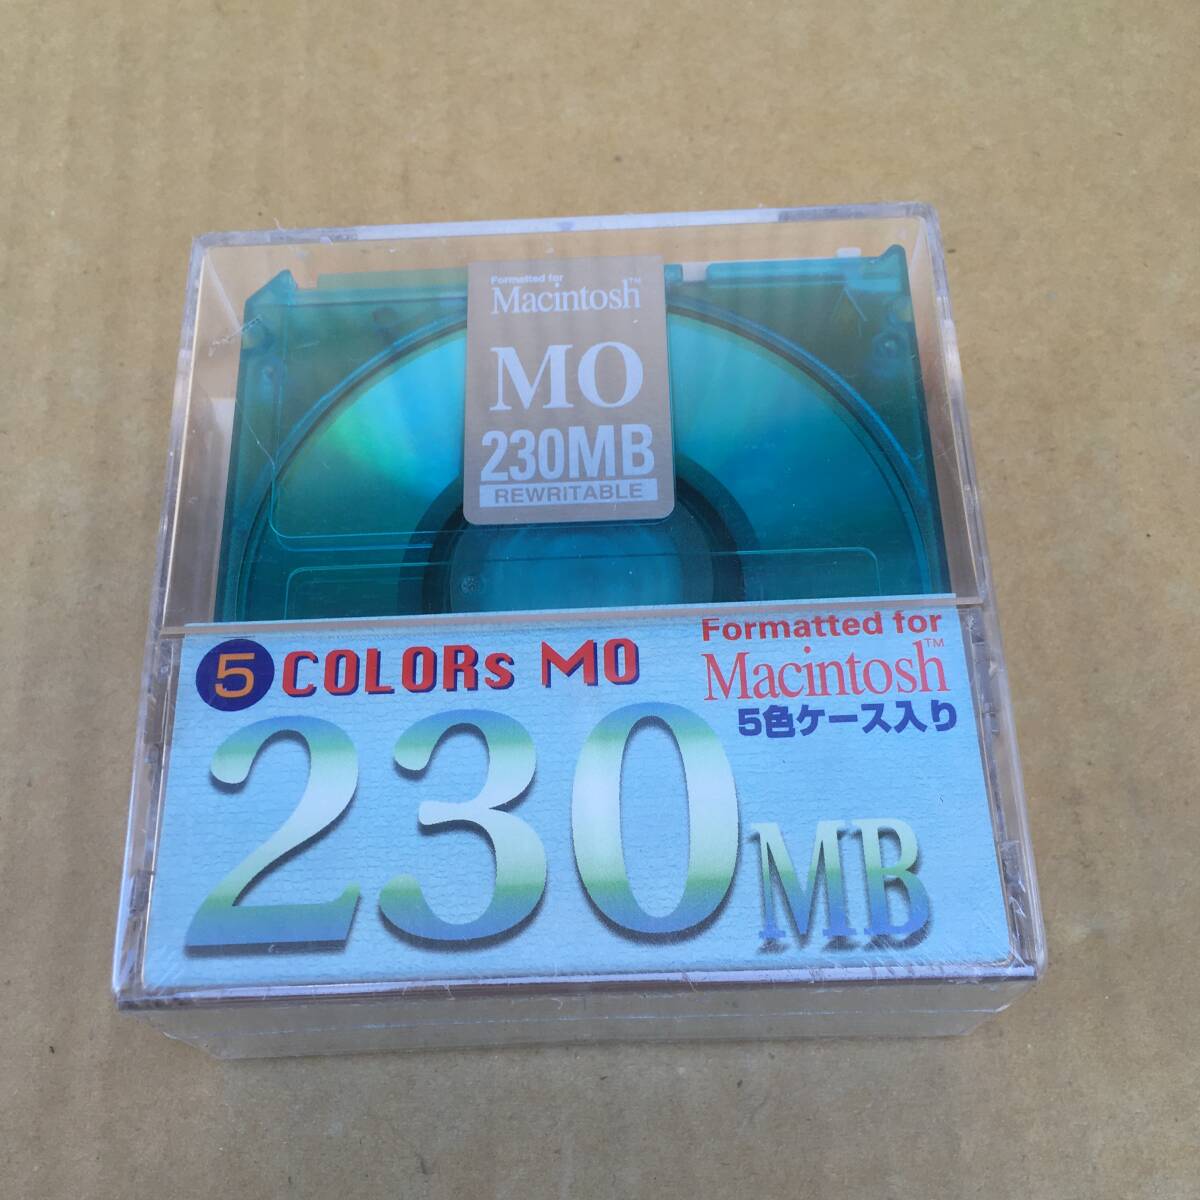 Formatted for
Macintosh™
MO
230MB
REWRITABLE
5 COLORs MO
Formatted for
Macintosh™
5色ケース入り
230MB